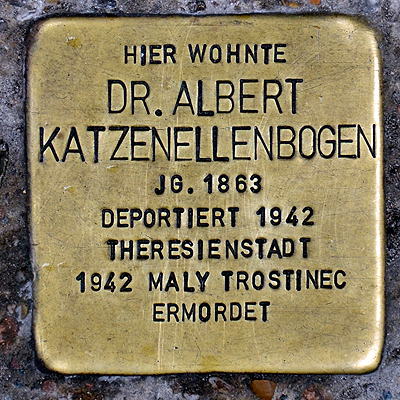 HIER WOHNTE
DR. ALBERT
KATZENELLENBOGEN
JG. 1863
DEPORTIERT 1942
THERESIENSTADT
1942 MALY TROSTINEC
ERMORDET